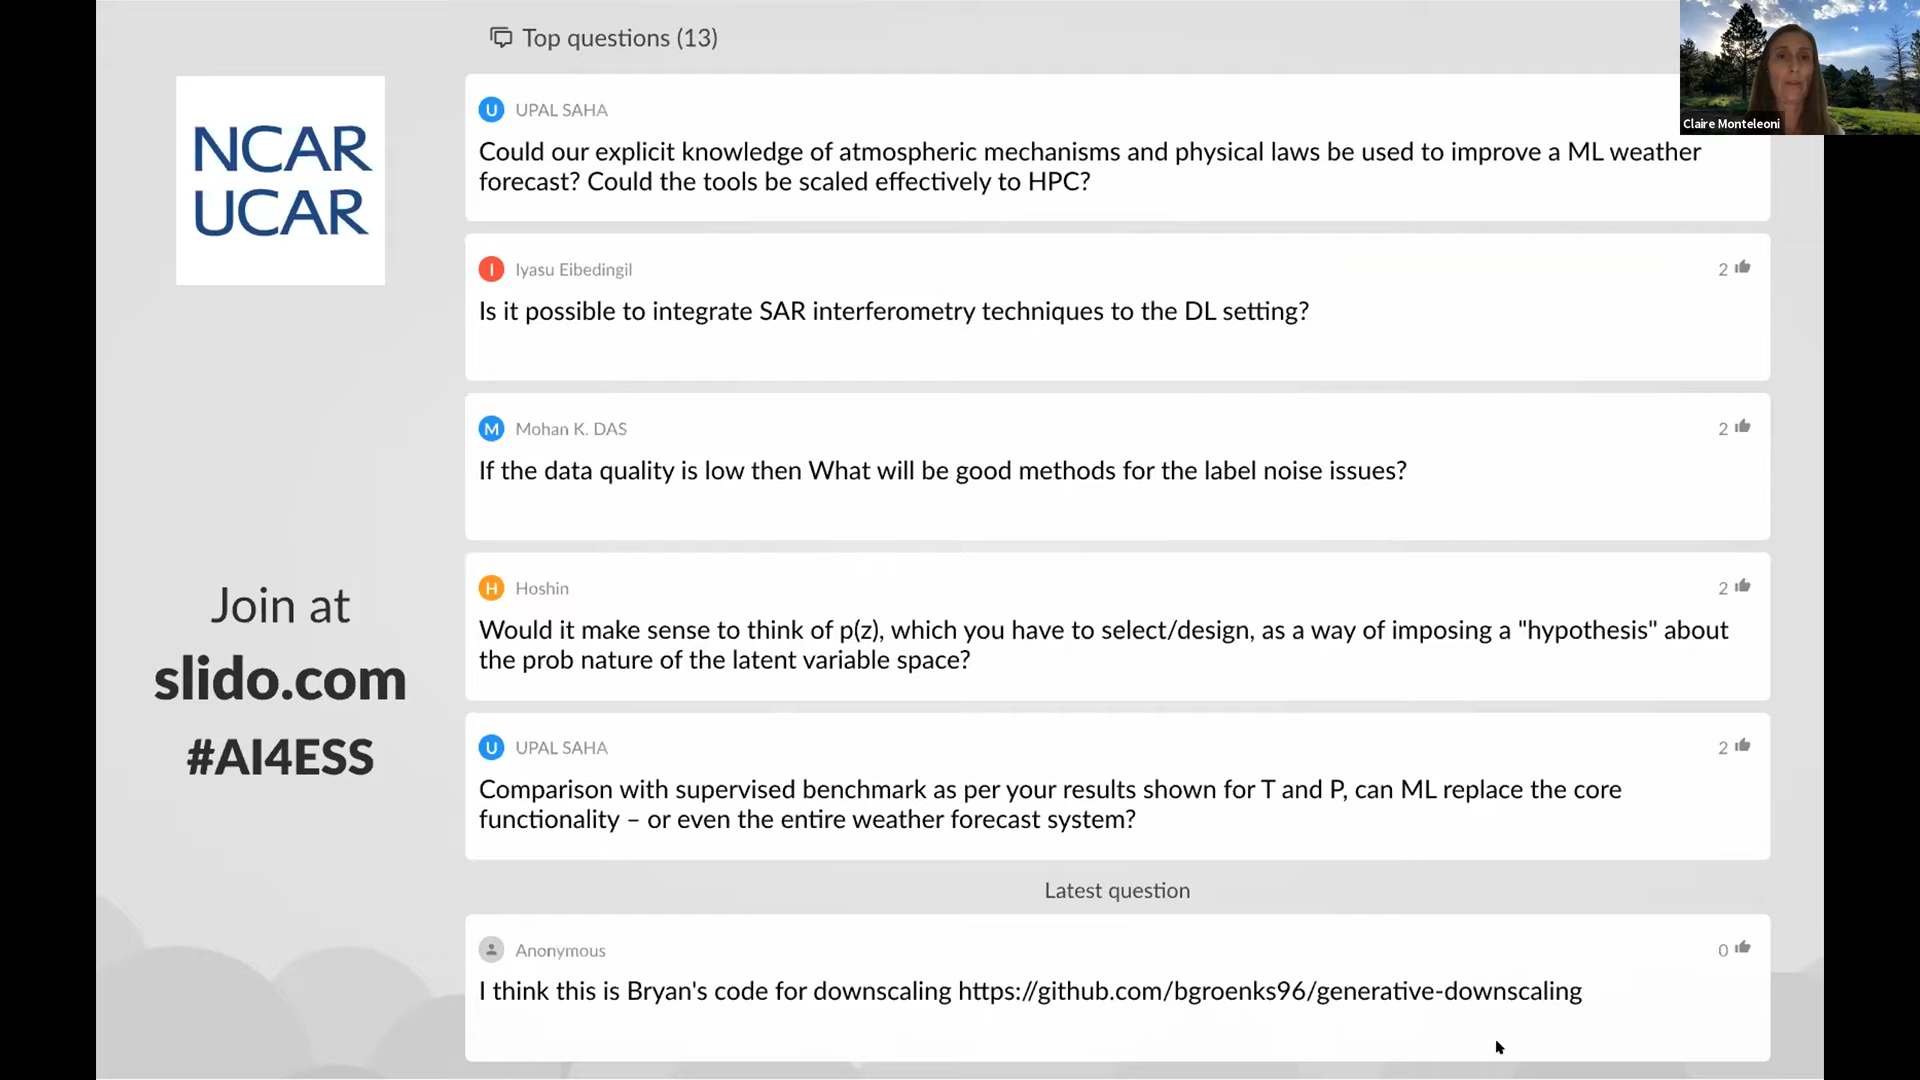 Top questions (13)
NCAR
UCAR
U UPAL SAHA
Could our explicit knowledge of atmospheric mechanisms and physical laws be used to improve a ML weather
forecast? Could the tools be scaled effectively to HPC?
Claire Monteleoni
I Iyasu Eibedingil 2
Is it possible to integrate SAR interferometry techniques to the DL setting?
M Mohan K. DAS 2
If the data quality is low then What will be good methods for the label noise issues?
H Hoshin 2
Would it make sense to think of p(z), which you have to select/design, as a way of imposing a "hypothesis" about
the prob nature of the latent variable space?
Join at
slido.com
#AI4ESS
U UPAL SAHA 2
Comparison with supervised benchmark as per your results shown for T and P, can ML replace the core
functionality – or even the entire weather forecast system?
Latest question
Anonymous 0
I think this is Bryan's code for downscaling https://github.com/bgroenks96/generative-downscaling